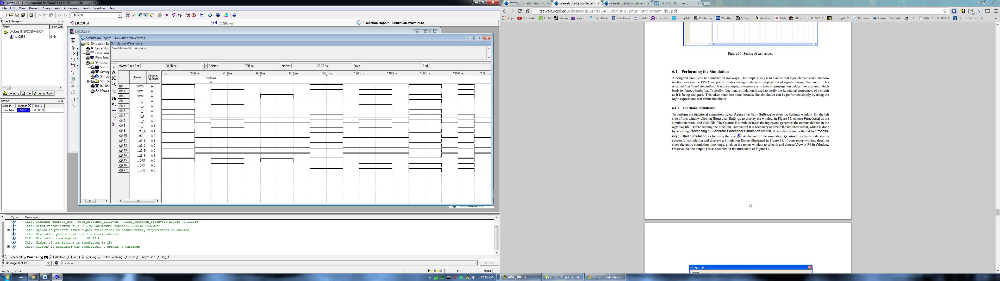 Quartus II - E:/My Documents/DropBox/L1C268/L1C268 - L1C268
File Edit View Project Assignments Processing Tools Window Help
L1C268
Project Navigator
Entity Logic Cells
Cyclone II: EP2C20F484C7
L1C268 6 (6)
Hierarchy Files Design Units
Status
Module Progress % Time
Simulator 100 % 00:00:03
L1C268.bdf L1C268.vwf Simulation Report - Simulation Waveforms
L1C268.bdf
Simulation Report - Simulation Waveforms
Simulation Re
Legal Not
Flow Sum
Flow Setti
Simulator
Summ
Setting
Simula
Simula
INI Us
Messa
Simulation Waveforms
Simulation mode: Functional
Master Time Bar: 29.85 ns Pointer: 795 ps Interval: -29.06 ns Start: End:
Name Value at 29.85 ns
0 ps 20.0 ns 40.0 ns 60.0 ns 80.0 ns 100.0 ns 120.0 ns 140.0 ns 160.0 ns 180.0 ns 200.0 ns
29.85 ns
0 SW0 A 0
1 SW1 A 0
2 SW2 A 0
3 ...0_0 A 0
4 ...0_2 A 0
5 ...0_3 A 0
6 ...0_4 A 0
7 ...0_5 A 0
8 ...0_6 A 1
9 ...x1_6 A 1
10 ...x2_1 A 0
11 ...x2_6 A 1
12 ...x3_2 A 0
13 ...x3_5 A 0
14 ...x3_6 A 1
15 ...DR1 A 0
16 ...DR4 A 0
17 ...DR8 A 0
Documentation
Type Message
Info: Command: quartus_sim --read_settings_files=on --write_settings_files=off L1C268 -c L1C268
Info: Using vector source file "E:/My Documents/DropBox/L1C268/L1C268.vwf"
Info: Option to preserve fewer signal transitions to reduce memory requirements is enabled
Info: Simulation partitioned into 1 sub-simulations
Info: Simulation coverage is 97.73 %
Info: Number of transitions in simulation is 294
Info: Quartus II Simulator was successful. 0 errors, 0 warnings
System (5) Processing (9) Extra Info Info (9) Warning Critical Warning Error Suppressed Flag
Messages
Message: 0 of 15 Location: Locate
For Help, press F1 Idle NUM
37 36 12:15 PM
***** Information on this cseweb.ucsd.edu/classes/ cseweb.ucsd.edu/classes/ CSE 140L (25 unread)
cseweb.ucsd.edu/classes/sp14/cse140L-ab/tut_quartus_intro_schem_de1.pdf
Apps YouTube Hulu Steam Yahoo! SlickDeals Facebook Reddit Craigslist GroupMe Pirate Bay Weather SolSpot Amazon BoA eBay OC MOTO Triumph675 Pandora Current Students TED MATH TUTORIALS Home | Suitsupply ...
Figure 36. Setting of test values.
6.1 Performing the Simulation
A designed circuit can be simulated in two ways. The simplest way is to assume that logic elements and intercon-
nection wires in the FPGA are perfect, thus causing no delay in propagation of signals through the circuit. This
is called functional simulation. A more complex alternative is to take all propagation delays into account, which
leads to timing simulation. Typically, functional simulation is used to verify the functional correctness of a circuit
as it is being designed. This takes much less time, because the simulation can be performed simply by using the
logic expressions that define the circuit.
6.1.1 Functional Simulation
To perform the functional simulation, select Assignments > Settings to open the Settings window. On the left
side of this window click on Simulator Settings to display the window in Figure 37, choose Functional as the
simulation mode, and click OK. The Quartus II simulator takes the inputs and generates the outputs defined in the
light.vwf file. Before running the functional simulation it is necessary to create the required netlist, which is done
by selecting Processing > Generate Functional Simulation Netlist. A simulation run is started by Process-
ing > Start Simulation, or by using the icon . At the end of the simulation, Quartus II software indicates its
successful completion and displays a Simulation Report illustrated in Figure 38. If your report window does not
show the entire simulation time range, click on the report window to select it and choose View > Fit in Window.
Observe that the output f is as specified in the truth table of Figure 11.
24
Settings - light
Category:
AIM (Offline) µTorrent 3.4.1 (build... cseweb.ucsd.edu/cla...